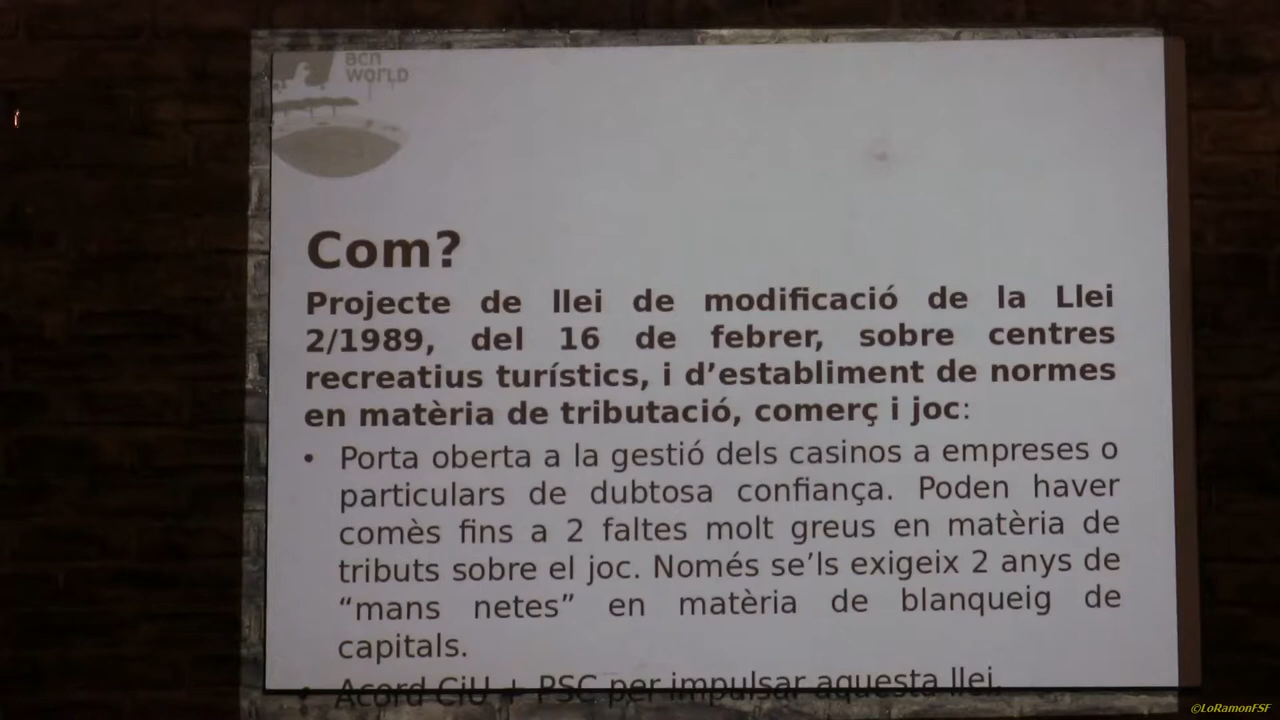 BCN
WORLD
Com?
Projecte de llei de modificació de la Llei
2/1989, del 16 de febrer, sobre centres
recreatius turístics, i d’establiment de normes
en matèria de tributació, comerç i joc:
• Porta oberta a la gestió dels casinos a empreses o
particulars de dubtosa confiança. Poden haver
comès fins a 2 faltes molt greus en matèria de
tributs sobre el joc. Només se’ls exigeix 2 anys de
“mans netes” en matèria de blanqueig de
capitals.
• Acord CiU + PSC per impulsar aquesta llei.
©LoRamonFSF